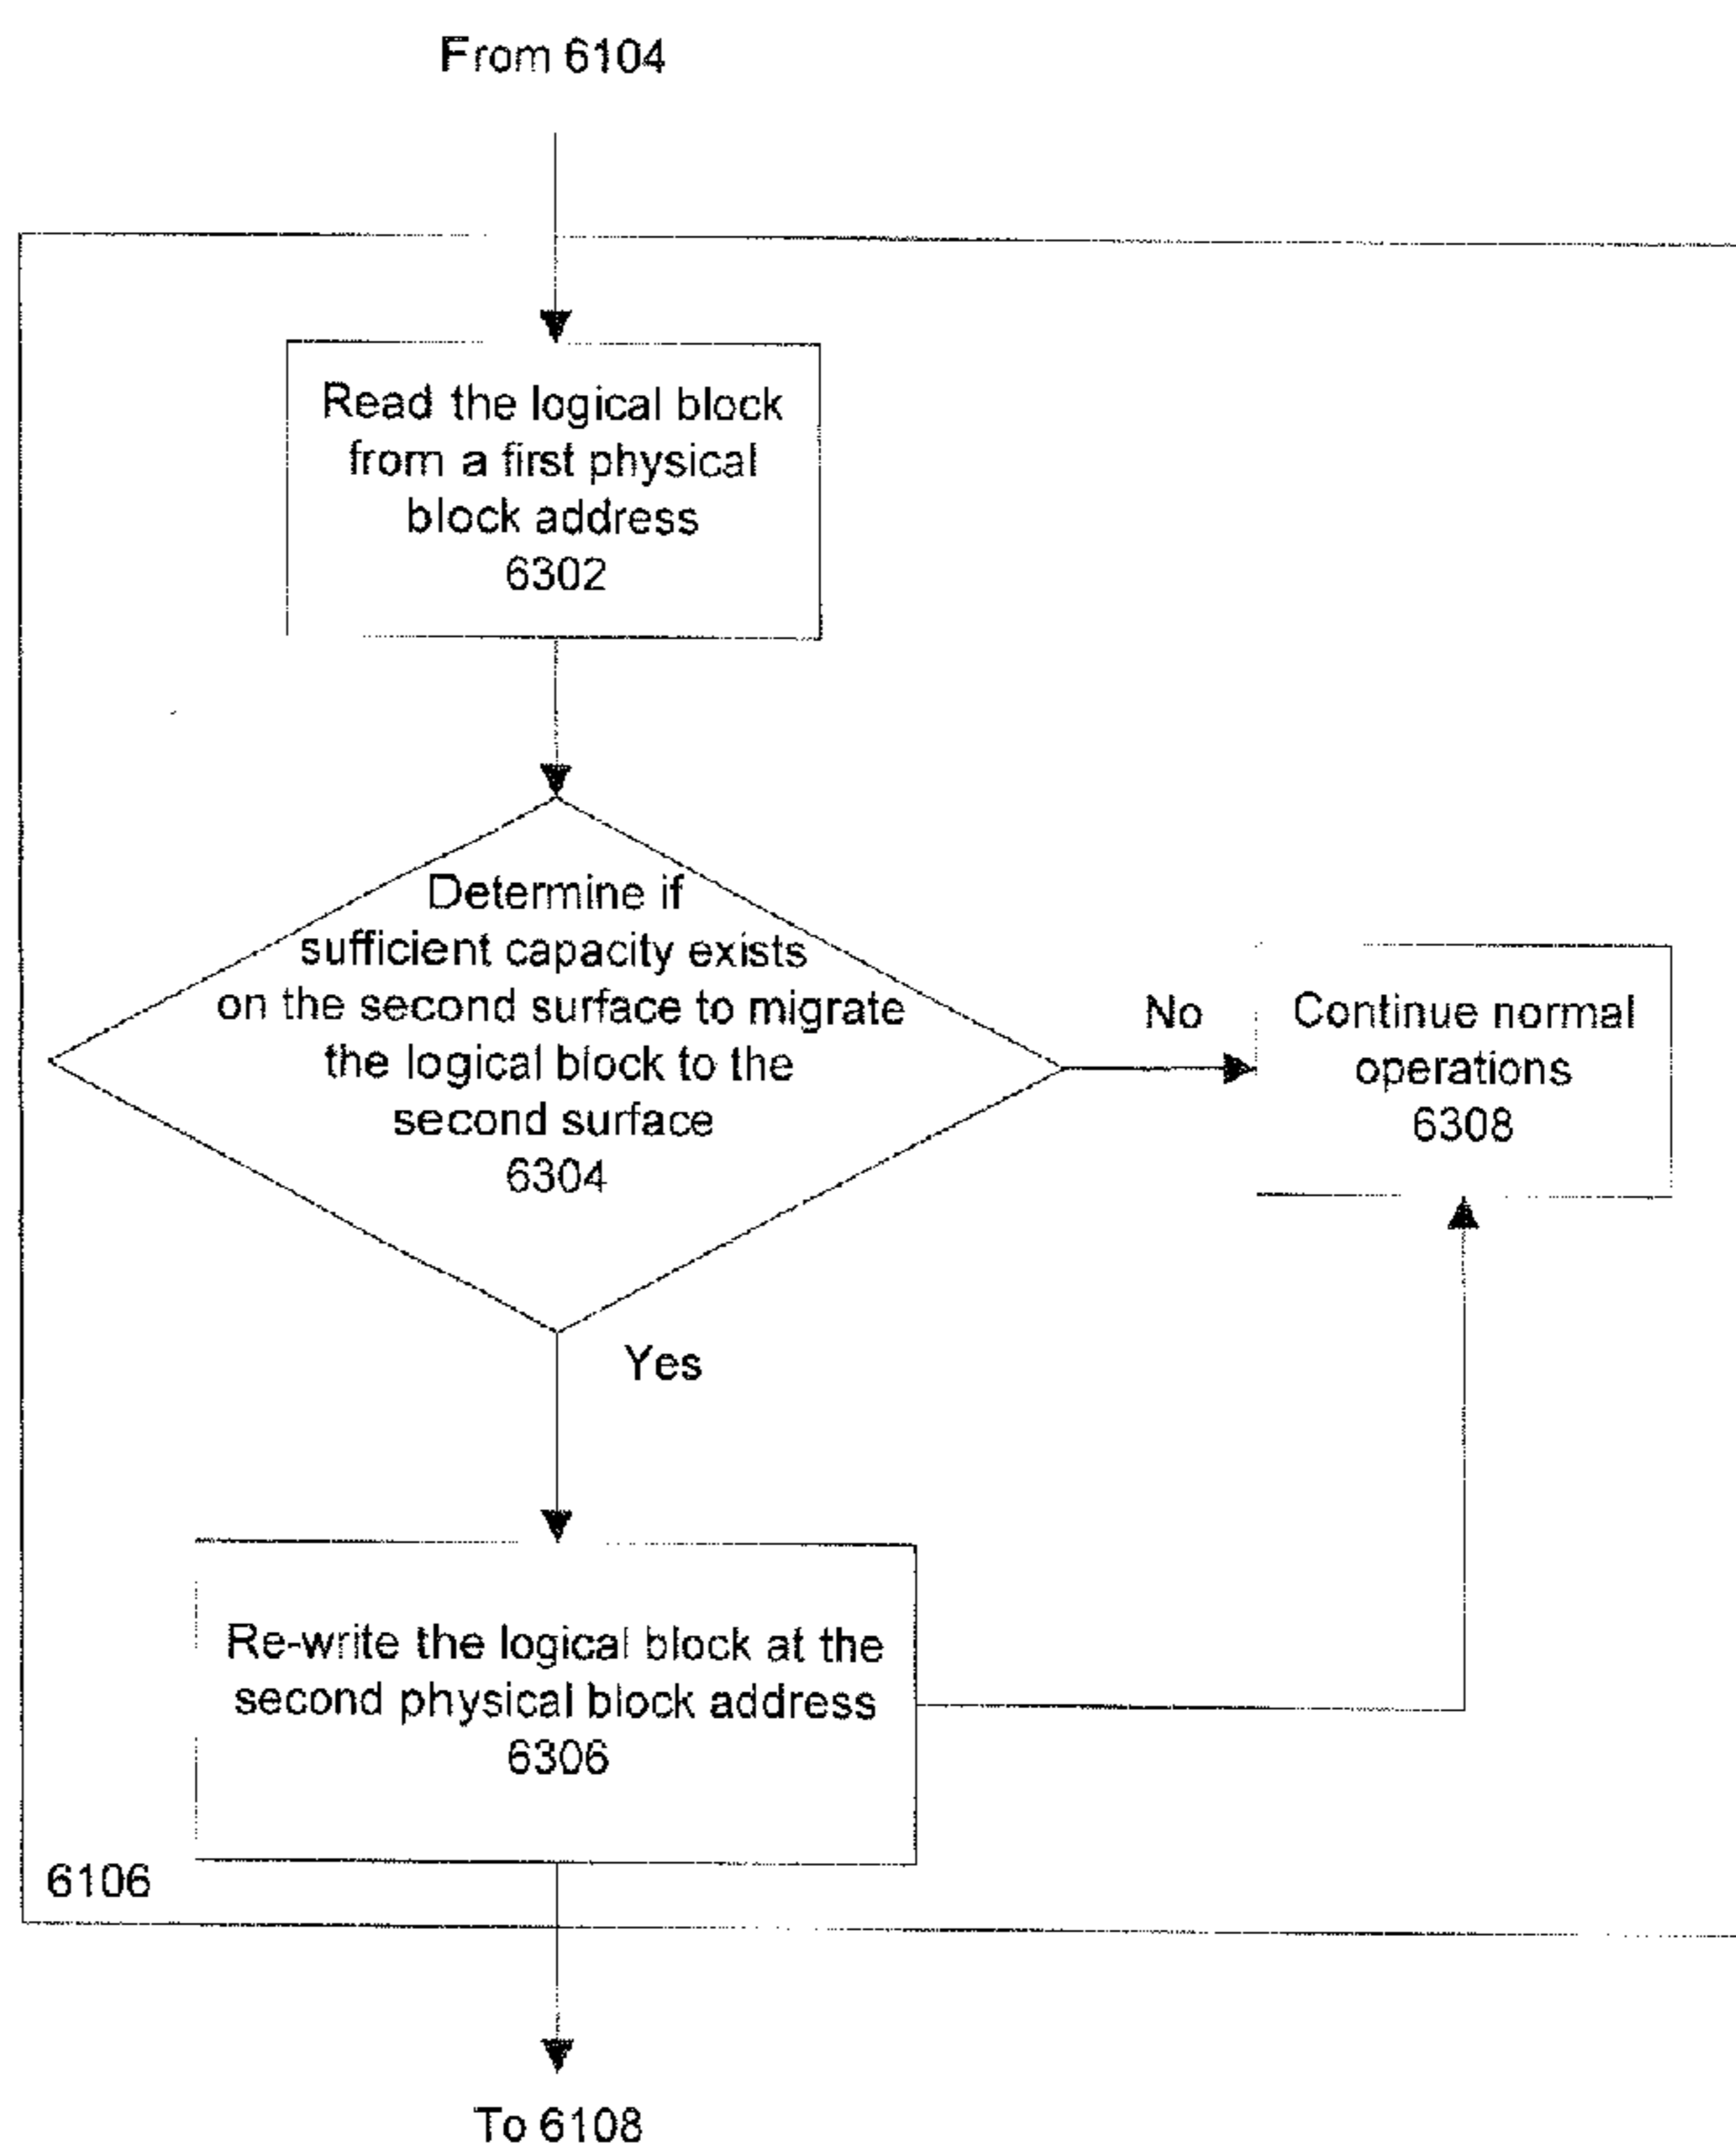 From 6104
Read the logical block
from a first physical
block address
6302
Determine if
sufficient capacity exists
on the second surface to migrate
the logical block to the
second surface
6304
No
Continue normal
operations
6308
Yes
Re-write the logical block at the
second physical block address
6306
6106
To 6108